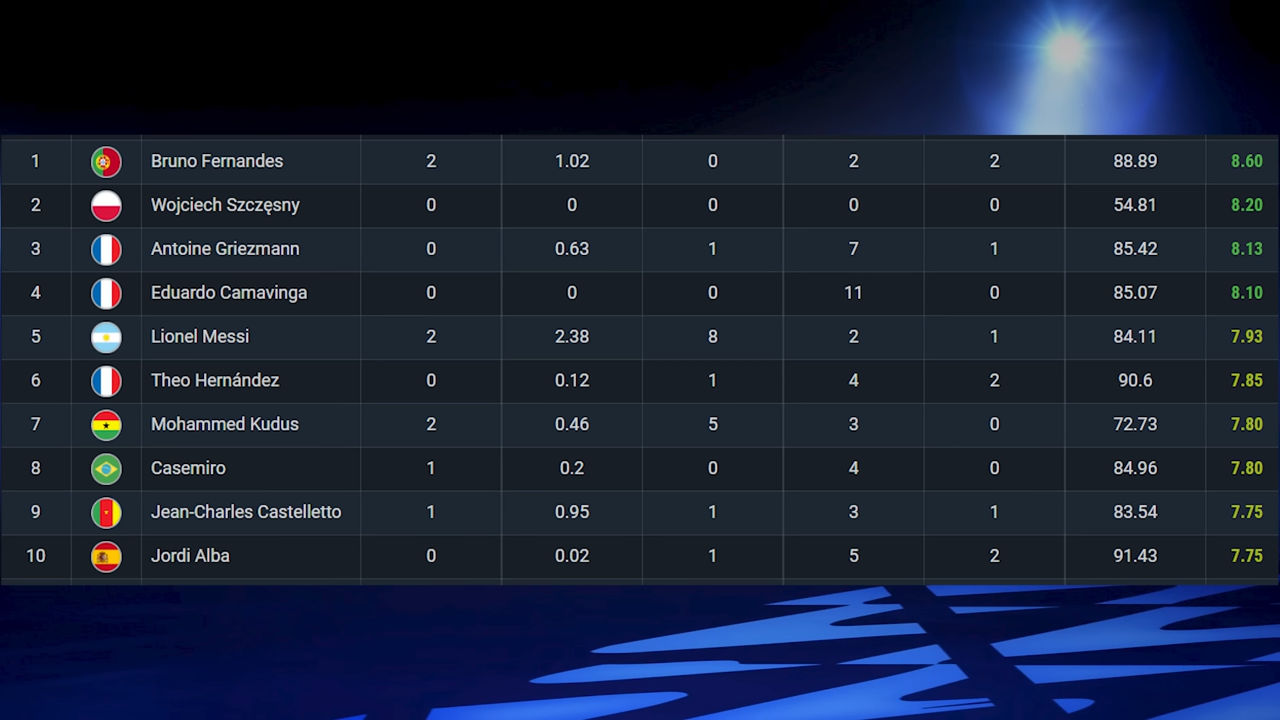 1 Bruno Fernandes 2 1.02 0 2 2 88.89 8.60
2 Wojciech Szczęsny 0 0 0 0 0 54.81 8.20
3 Antoine Griezmann 0 0.63 1 7 1 85.42 8.13
4 Eduardo Camavinga 0 0 0 11 0 85.07 8.10
5 Lionel Messi 2 2.38 8 2 1 84.11 7.93
6 Theo Hernández 0 0.12 1 4 2 90.6 7.85
7 Mohammed Kudus 2 0.46 5 3 0 72.73 7.80
8 Casemiro 1 0.2 0 4 0 84.96 7.80
9 Jean-Charles Castelletto 1 0.95 1 3 1 83.54 7.75
10 Jordi Alba 0 0.02 1 5 2 91.43 7.75